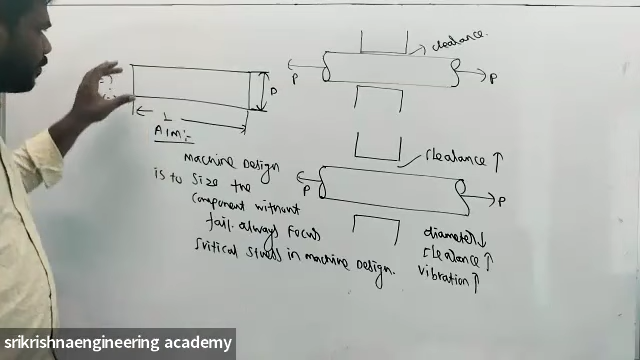 clearance.
P
P
D
L
AIM:-
machine Design
is to size the
component without
fail. always focus
critical stress in machine Design.
clearance ↑
P
P
diameter ↓
clearance ↑
vibration ↑
srikrishnaengineering academy